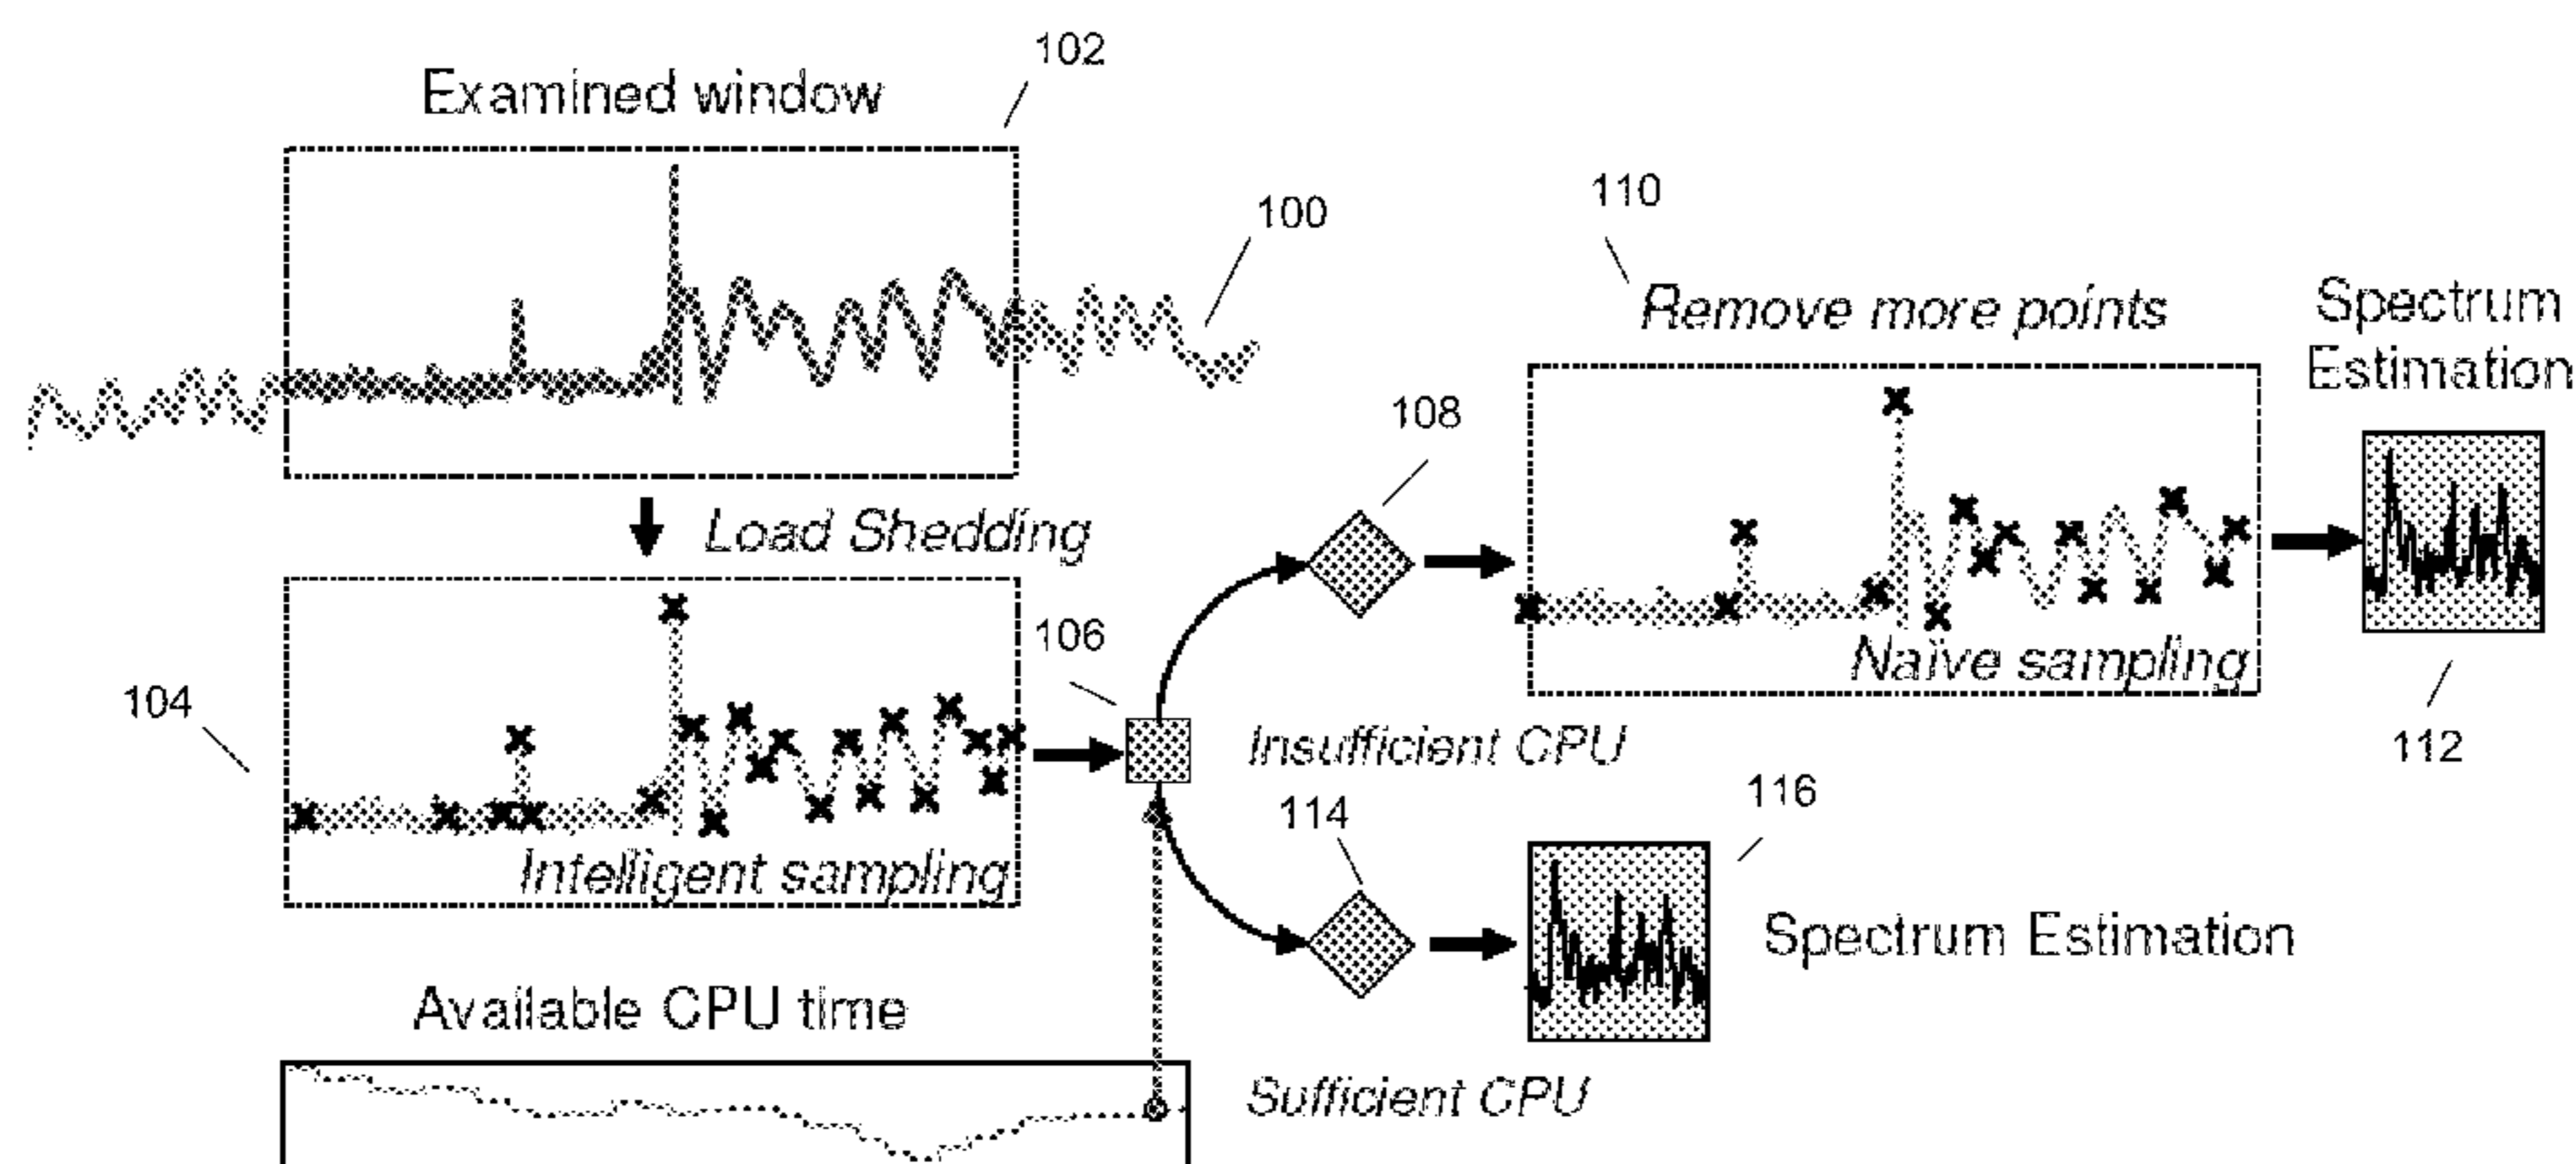 102
Examined window
100
110
Remove more points
Spectrum
Estimation
108
Load Shedding
106
Naïve sampling
104
Insufficient CPU
112
116
114
Intelligent sampling
Spectrum Estimation
Available CPU time
Sufficient CPU